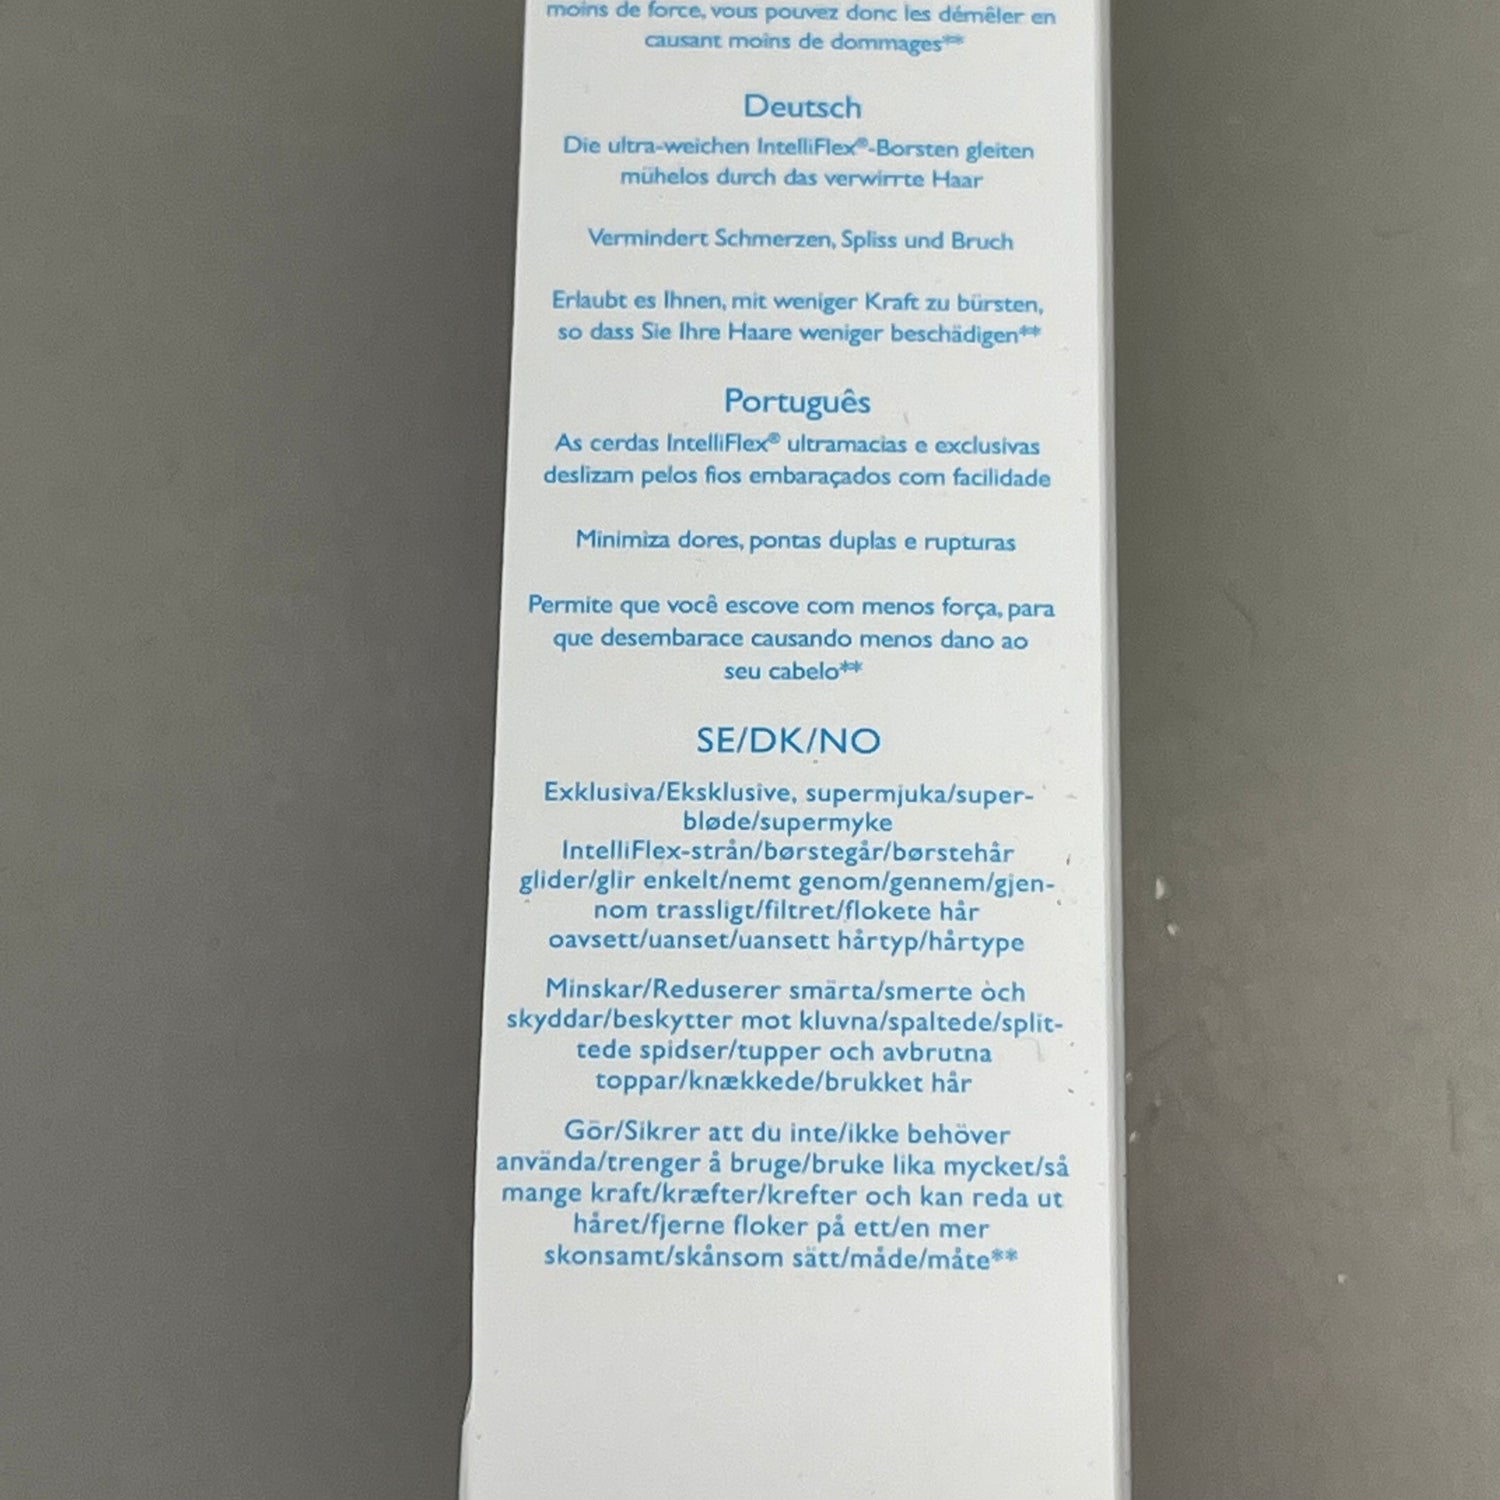 moins de force, vous pouvez donc les démêler en
causant moins de dommages**
Deutsch
Die ultra-weichen IntelliFlex®-Borsten gleiten
mühelos durch das verwirrte Haar
Vermindert Schmerzen, Spliss und Bruch
Erlaubt es Ihnen, mit weniger Kraft zu bürsten,
so dass Sie Ihre Haare weniger beschädigen**
Português
As cerdas IntelliFlex® ultramacias e exclusivas
deslizam pelos fios embaraçados com facilidade
Minimiza dores, pontas duplas e rupturas
Permite que você escove com menos força, para
que desembarace causando menos dano ao
seu cabelo**
SE/DK/NO
Exklusiva/Eksklusive, supermjuka/super-
bløde/supermyke
IntelliFlex-strån/børstegår/børstehår
glider/glir enkelt/nemt genom/gennem/gjen-
nom trassligt/filtret/flokete hår
oavsett/uanset/uansett hårtyp/hårtype
Minskar/Reduserer smärta/smerte och
skyddar/beskytter mot kluvna/spaltede/split-
tede spidser/tupper och avbrutna
toppar/knækkede/brukket hår
Gör/Sikrer att du inte/ikke behöver
använda/trenger å bruge/bruke lika mycket/så
mange kraft/kræfter/krefter och kan reda ut
håret/fjerne floker på ett/en mer
skonsamt/skånsom sätt/måde/måte**